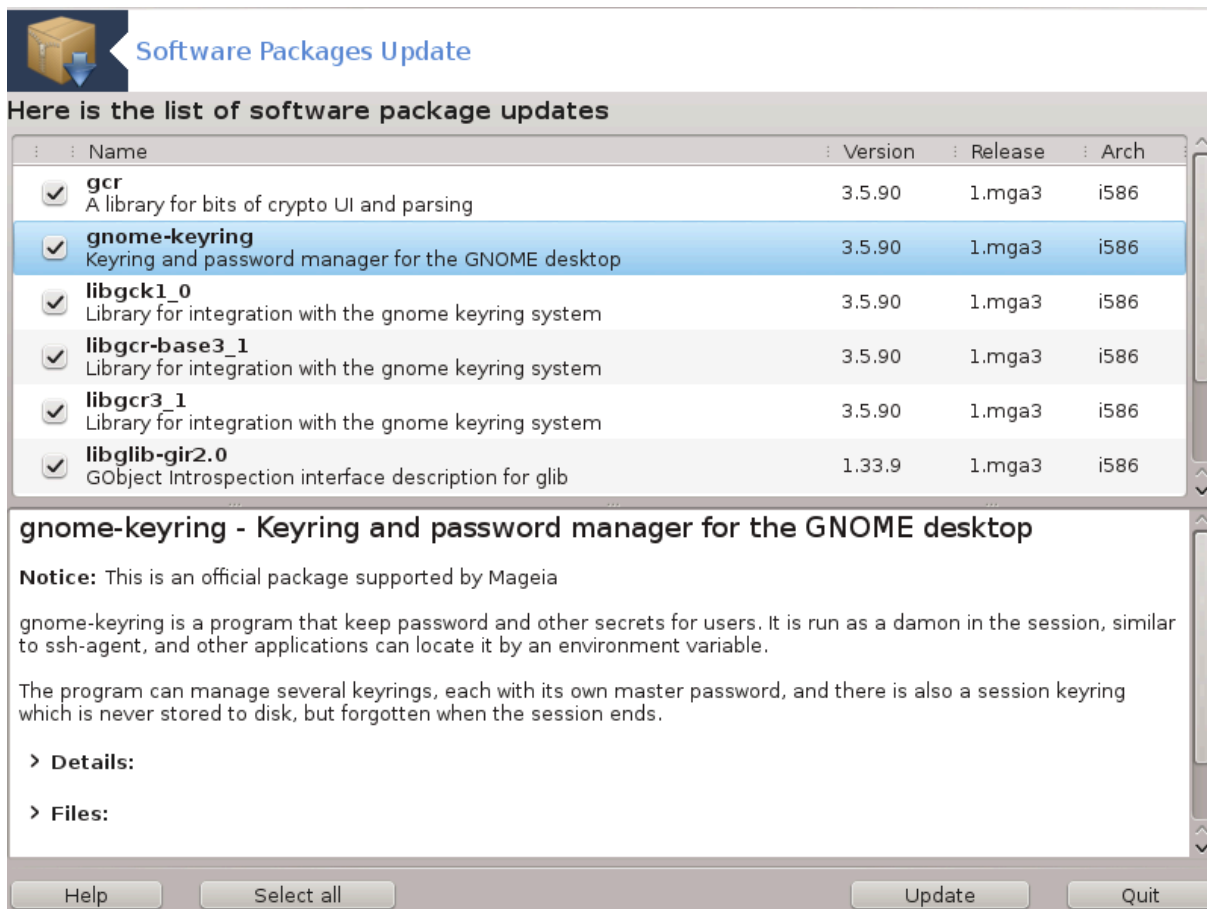 Software Packages Update
Here is the list of software package updates
Name Version Release Arch
gcr
A library for bits of crypto UI and parsing 3.5.90 1.mga3 i586
gnome-keyring
Keyring and password manager for the GNOME desktop 3.5.90 1.mga3 i586
libgck1_0
Library for integration with the gnome keyring system 3.5.90 1.mga3 i586
libgcr-base3_1
Library for integration with the gnome keyring system 3.5.90 1.mga3 i586
libgcr3_1
Library for integration with the gnome keyring system 3.5.90 1.mga3 i586
libglib-gir2.0
GObject Introspection interface description for glib 1.33.9 1.mga3 i586
gnome-keyring - Keyring and password manager for the GNOME desktop
Notice: This is an official package supported by Mageia
gnome-keyring is a program that keep password and other secrets for users. It is run as a damon in the session, similar
to ssh-agent, and other applications can locate it by an environment variable.
The program can manage several keyrings, each with its own master password, and there is also a session keyring
which is never stored to disk, but forgotten when the session ends.
Details:
Files:
Help Select all Update Quit